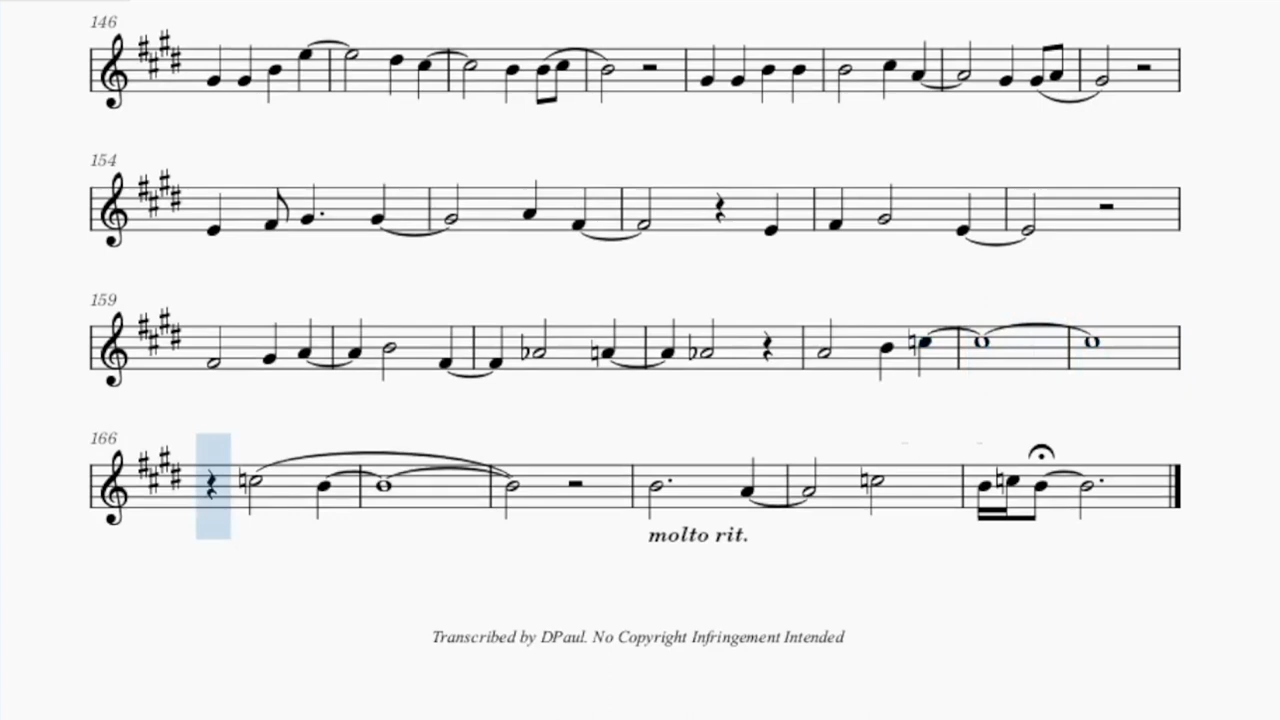 146
154
159
166
molto rit.
Transcribed by DPaul. No Copyright Infringement Intended